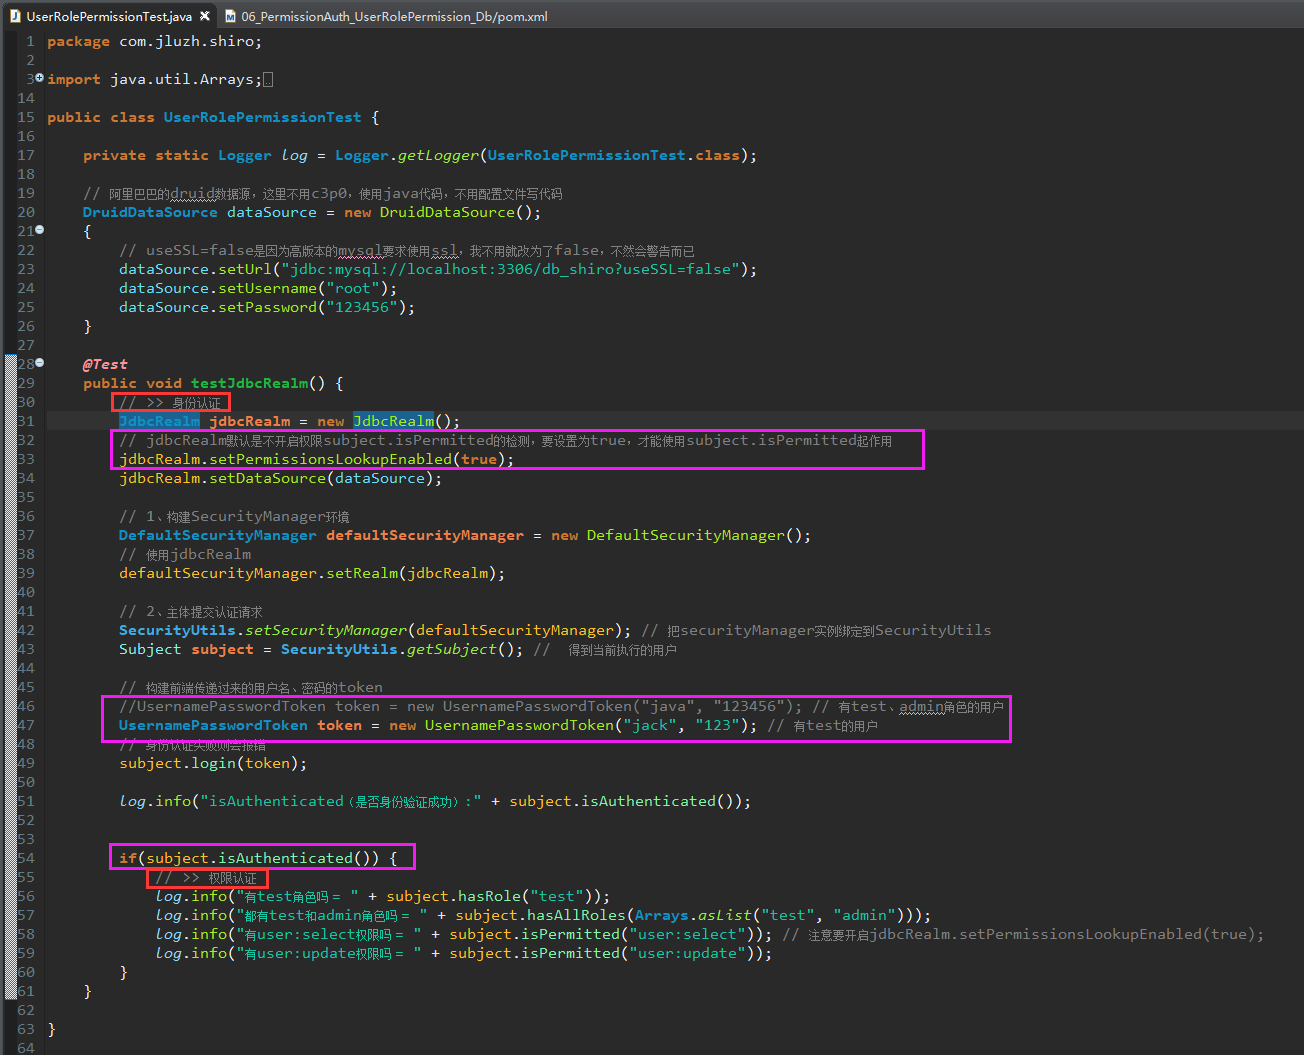 UserRolePermissionTest.java
06_PermissionAuth_UserRolePermission_Db/pom.xml
1 package com.jluzh.shiro;
2
3 import java.util.Arrays;
14
15 public class UserRolePermissionTest {
16
17 private static Logger log = Logger.getLogger(UserRolePermissionTest.class);
18
19 // 阿里巴巴的druid数据源，这里不用c3p0，使用java代码，不用配置文件写代码
20 DruidDataSource dataSource = new DruidDataSource();
21 {
22 // useSSL=false是因为高版本的mysql要求使用ssl，我不用就改为了false，不然会警告而已
23 dataSource.setUrl("jdbc:mysql://localhost:3306/db_shiro?useSSL=false");
24 dataSource.setUsername("root");
25 dataSource.setPassword("123456");
26 }
27
28 @Test
29 public void testJdbcRealm() {
30 // >> 身份认证
31 JdbcRealm jdbcRealm = new JdbcRealm();
32 // jdbcRealm默认是不开启权限subject.isPermitted的检测，要设置为true，才能使用subject.isPermitted起作用
33 jdbcRealm.setPermissionsLookupEnabled(true);
34 jdbcRealm.setDataSource(dataSource);
35
36 // 1、构建SecurityManager环境
37 DefaultSecurityManager defaultSecurityManager = new DefaultSecurityManager();
38 // 使用jdbcRealm
39 defaultSecurityManager.setRealm(jdbcRealm);
40
41 // 2、主体提交认证请求
42 SecurityUtils.setSecurityManager(defaultSecurityManager); // 把securityManager实例绑定到SecurityUtils
43 Subject subject = SecurityUtils.getSubject(); // 得到当前执行的用户
44
45 // 构建前端传递过来的用户名、密码的token
46 //UsernamePasswordToken token = new UsernamePasswordToken("java", "123456"); // 有test、admin角色的用户
47 UsernamePasswordToken token = new UsernamePasswordToken("jack", "123"); // 有test的用户
48 // 身份认证失败则会报错
49 subject.login(token);
50
51 log.info("isAuthenticated（是否身份验证成功）:" + subject.isAuthenticated());
52
53
54 if(subject.isAuthenticated()) {
55 // >> 权限认证
56 log.info("有test角色吗 = " + subject.hasRole("test"));
57 log.info("都有test和admin角色吗 = " + subject.hasAllRoles(Arrays.asList("test", "admin")));
58 log.info("有user:select权限吗 = " + subject.isPermitted("user:select")); // 注意要开启jdbcRealm.setPermissionsLookupEnabled(true);
59 log.info("有user:update权限吗 = " + subject.isPermitted("user:update"));
60 }
61 }
62
63 }
64